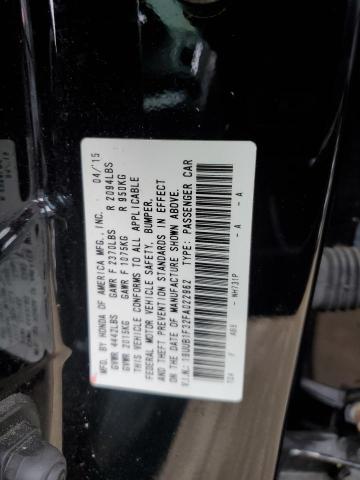 MFD. BY HONDA OF AMERICA MFG., INC. 04/15
GVWR 4442LBS GAWR F 2370LBS R 2094LBS
GVWR 2015KG GAWR F 1075KG R 950KG
THIS VEHICLE CONFORMS TO ALL APPLICABLE
FEDERAL MOTOR VEHICLE SAFETY, BUMPER,
AND THEFT PREVENTION STANDARDS IN EFFECT
ON THE DATE OF MANUFACTURE SHOWN ABOVE.
V.I.N.: 19UUB1F32FA022662 TYPE: PASSENGER CAR
NH731P A - A
F A